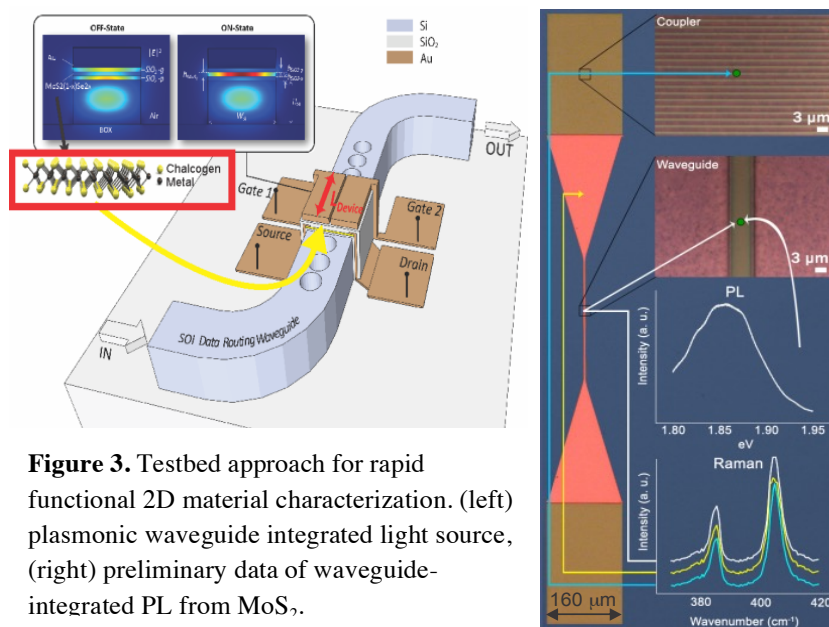 OFF-State
ON-State
|E|²
MoS2(1-x)Se2x
Air
BOX
Si
SiO₂
Au
Chalcogen
Metal
OUT
Gate 1
L Device
Gate 2
Source
Drain
SOI Data Routing Waveguide
IN
Figure 3. Testbed approach for rapid
functional 2D material characterization. (left)
plasmonic waveguide integrated light source,
(right) preliminary data of waveguide-
integrated PL from MoS₂.
Coupler
3 μm
Waveguide
3 μm
PL
Intensity (a. u.)
1.80 1.85 1.90 1.95
eV
Raman
Intensity (a. u.)
380 400 420
Wavenumber (cm⁻¹)
160 μm